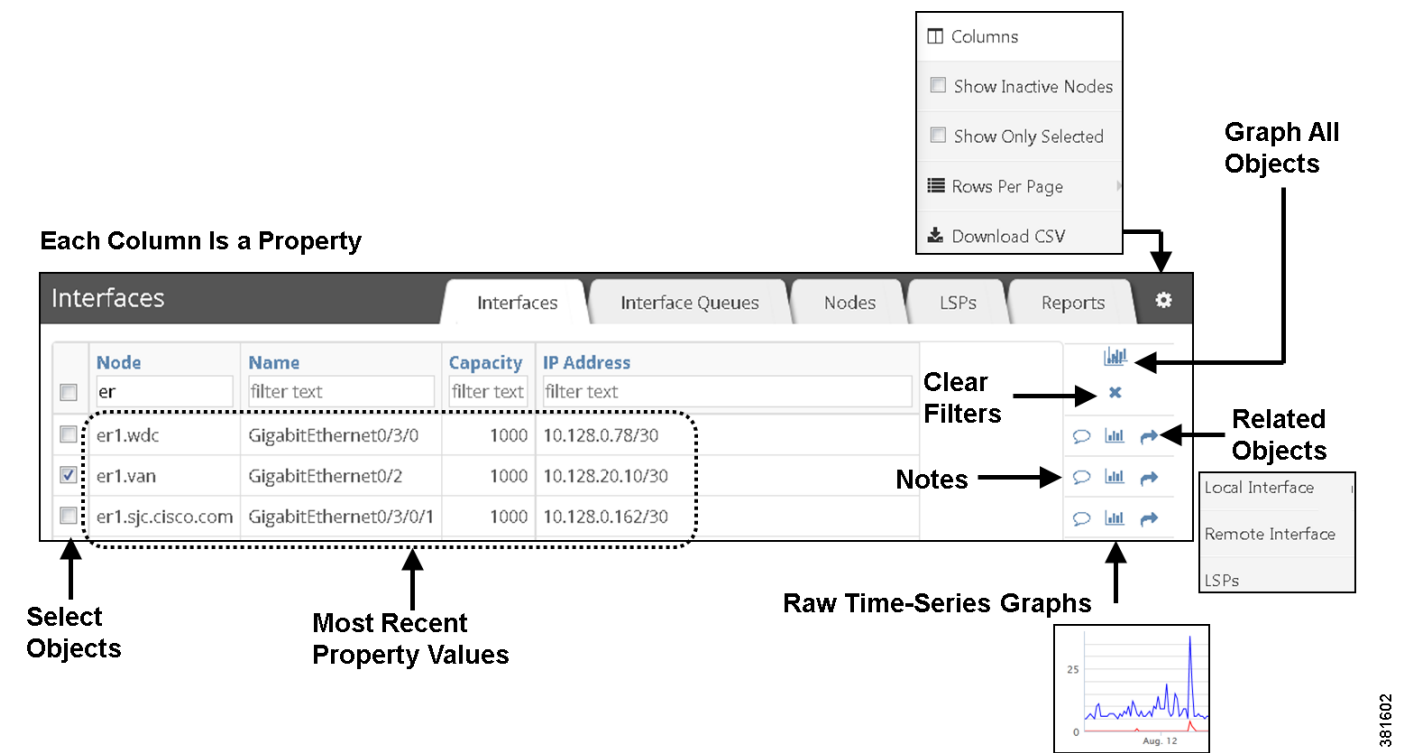 Columns
Show Inactive Nodes
Show Only Selected
Rows Per Page
Download CSV
Graph All
Objects
Each Column Is a Property
Interfaces
Interfaces Interface Queues Nodes LSPs Reports
Node Name Capacity IP Address
er filter text filter text filter text
Clear
Filters
er1.wdc GigabitEthernet0/3/0 1000 10.128.0.78/30
er1.van GigabitEthernet0/2 1000 10.128.20.10/30
er1.sjc.cisco.com GigabitEthernet0/3/0/1 1000 10.128.0.162/30
Notes
Related
Objects
Local Interface
Remote Interface
LSPs
Select
Objects
Most Recent
Property Values
Raw Time-Series Graphs
25
0
Aug. 12
381602